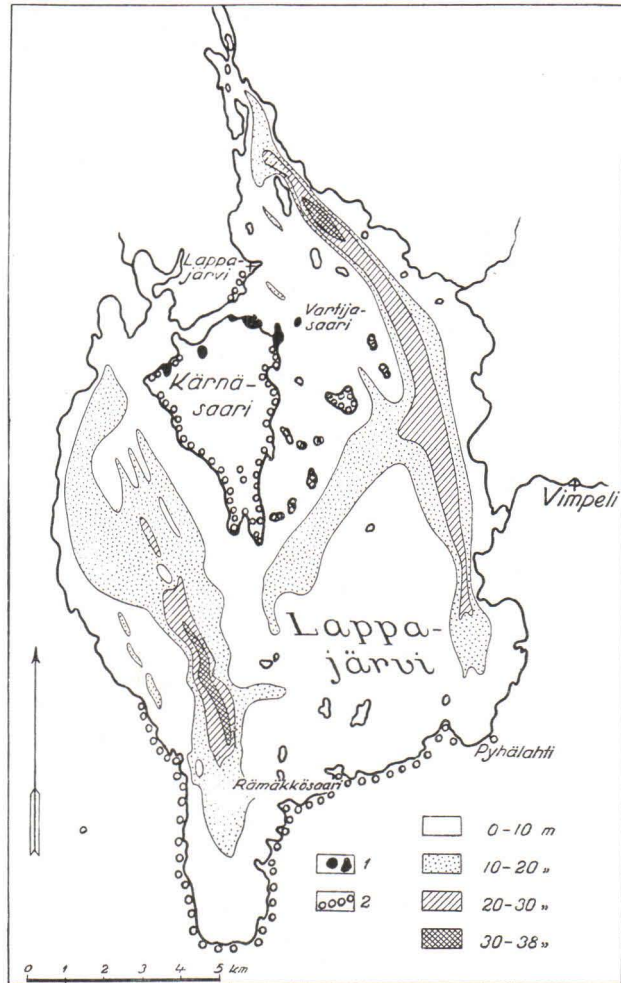 Lappa-
järvi
Vartija-
saari
Kärnä-
saari
Vimpeli
Lappa-
järvi
Pyhälahti
Rämäkkösaari
0-10 m
1 10-20 „
2 20-30 „
30-38 „
0 1 2 3 4 5 km